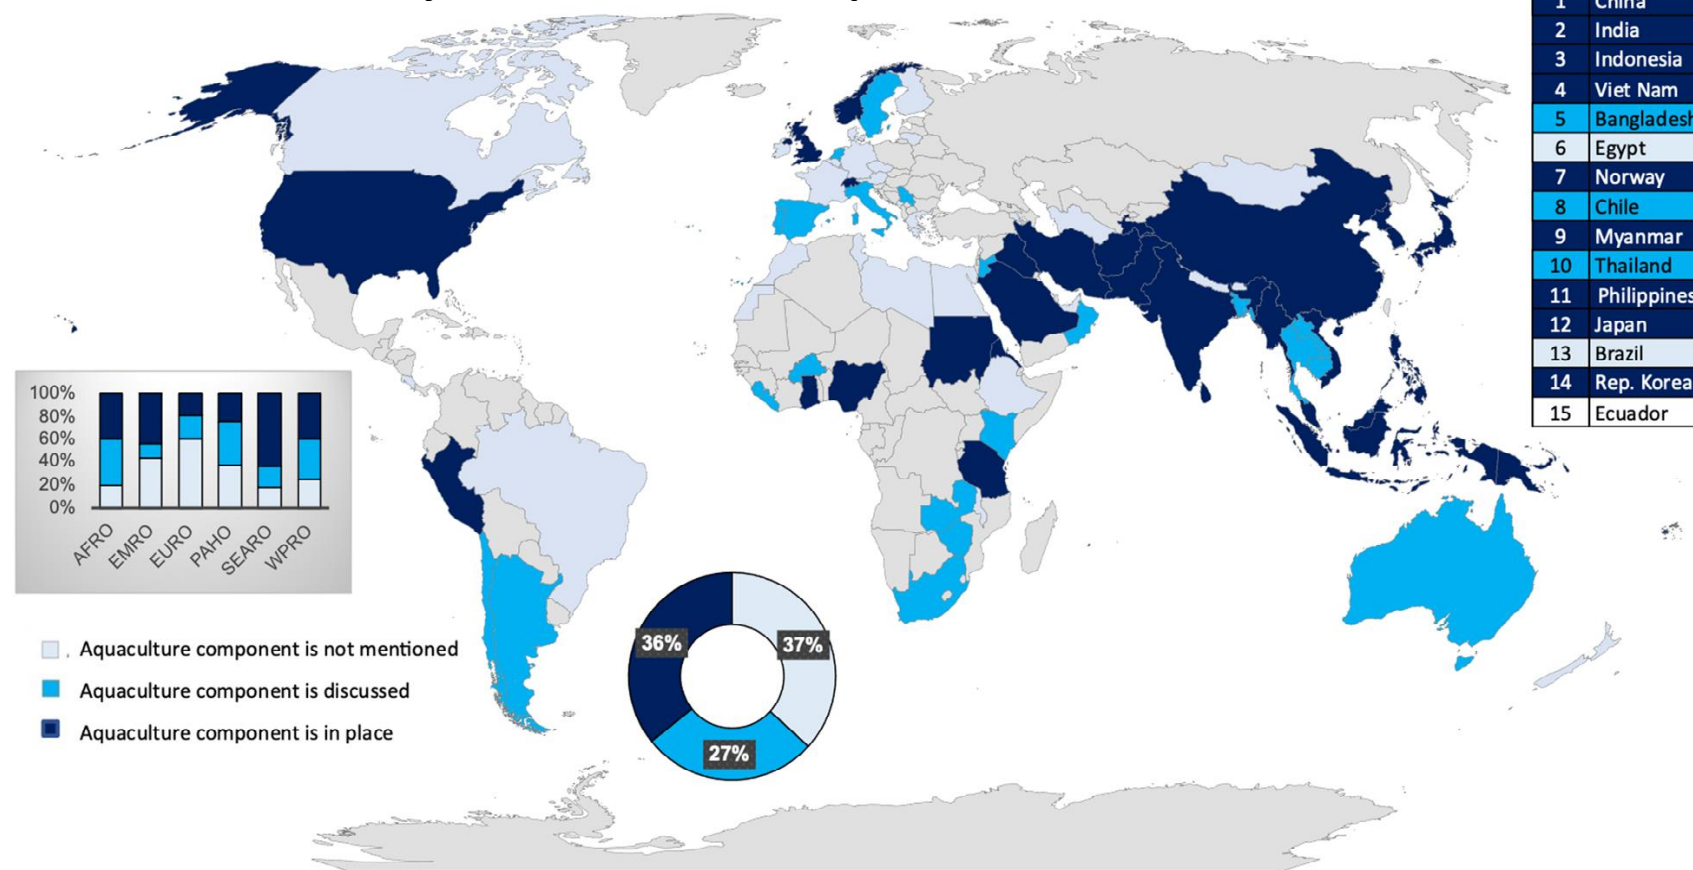 1 China
2 India
3 Indonesia
4 Viet Nam
5 Bangladesh
6 Egypt
7 Norway
8 Chile
9 Myanmar
10 Thailand
11 Philippines
12 Japan
13 Brazil
14 Rep. Korea
15 Ecuador
100%
80%
60%
40%
20%
0%
AFRO EMRO EURO PAHO SEARO WPRO
Aquaculture component is not mentioned
Aquaculture component is discussed
Aquaculture component is in place
36% 37%
27%